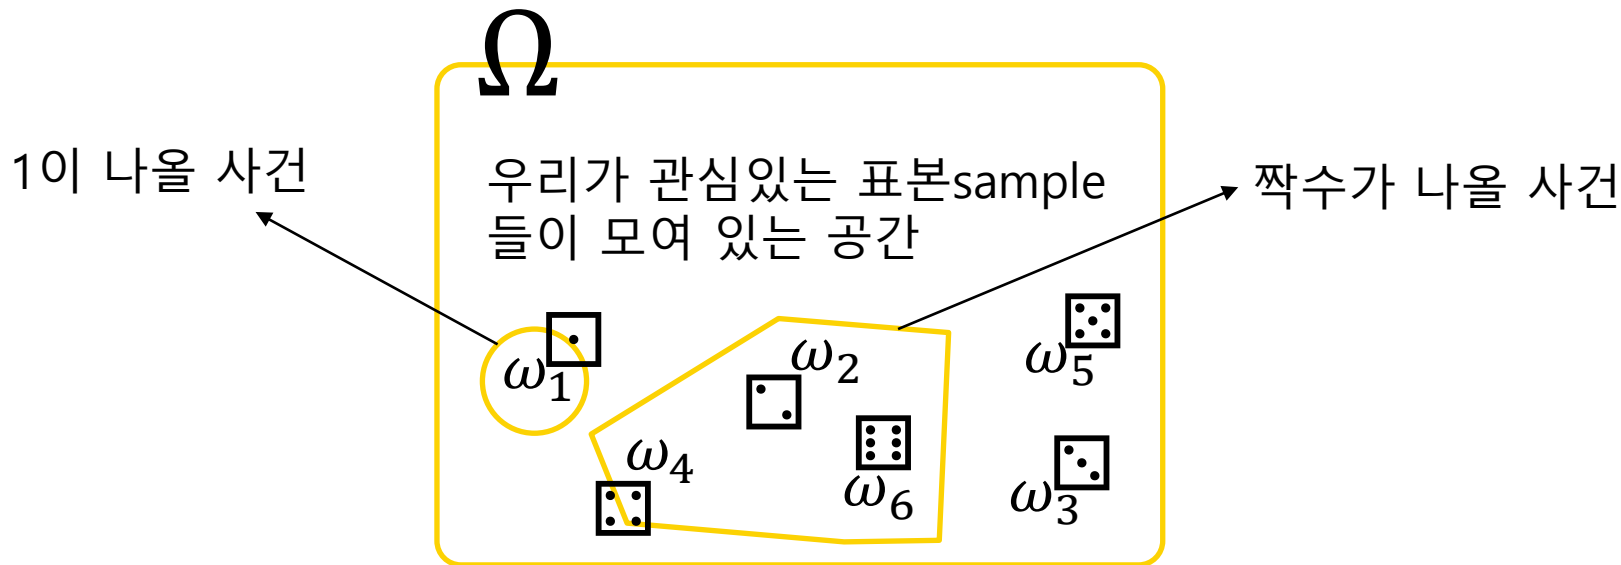 Ω
1이 나올 사건
우리가 관심있는 표본sample
들이 모여 있는 공간
짝수가 나올 사건
ω₁
ω₂
ω₅
ω₄
ω₆
ω₃